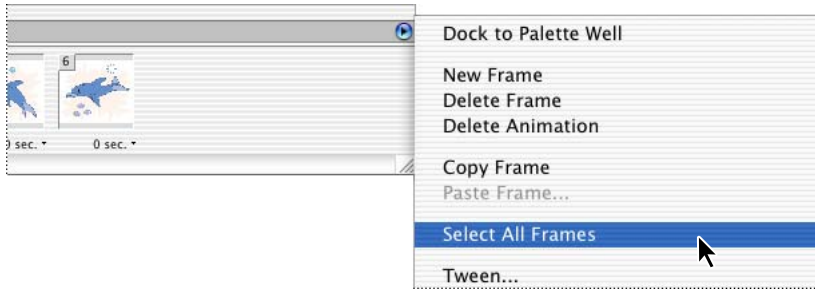 6
sec.
0 sec.
Dock to Palette Well
New Frame
Delete Frame
Delete Animation
Copy Frame
Paste Frame...
Select All Frames
Tween...